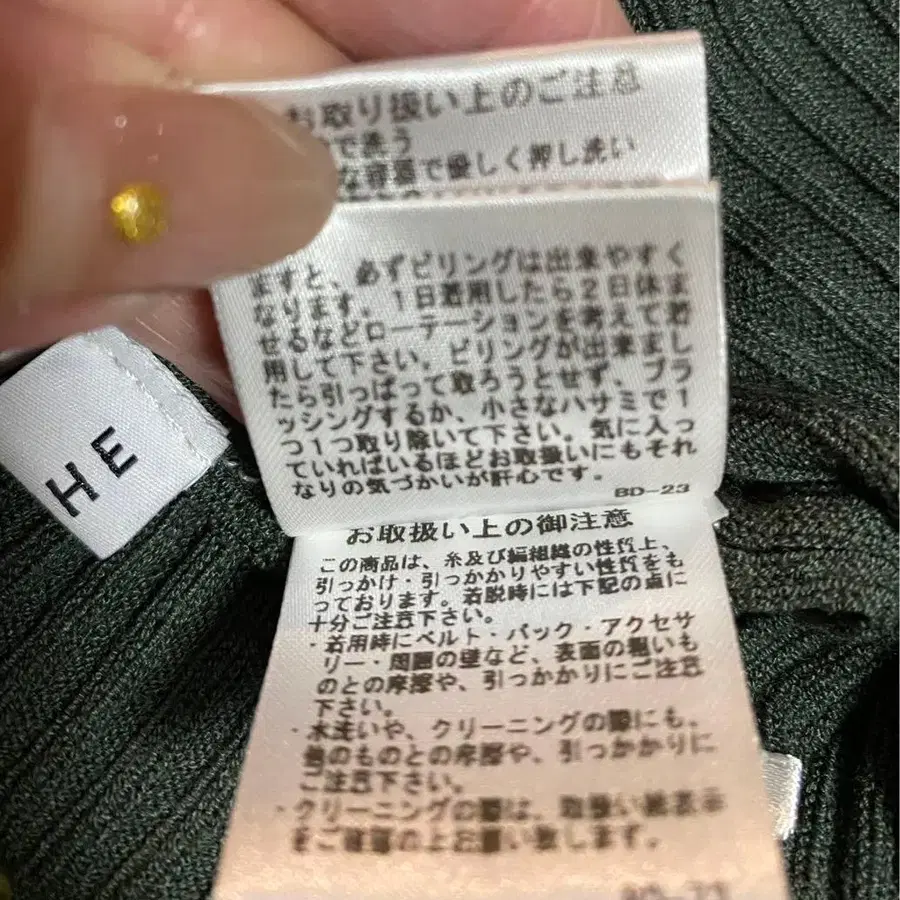 お取り扱い上のご注意
で洗う
な容器で優しく押し洗い
ますと、必ずピリングは出来やすく
なります。1日着用したら2日休ま
せるなどローテーションを考えて着
用して下さい。ピリングが出来まし
たら引っぱって取ろうとせず、ブラ
ッシングするか、小さなハサミで1
つ1つ取り除いて下さい。気に入っ
ていればいるほどお取扱いにもそれ
なりの気づかいが肝心です。
BD-23
HE
お取扱い上の御注意
この商品は、糸及び編組織の性質上、
引っかけ・引っかかりやすい性質をも
っております。着脱時には下記の点に
十分ご注意下さい。
・着用時にベルト・バック・アクセサ
リー・周囲の壁など、表面の粗いも
のとの摩擦や、引っかかりにご注意
下さい。
・水洗いや、クリーニングの際にも、
他のものとの摩擦や、引っかかりに
ご注意下さい。
・クリーニングの際は、取扱い絵表示
をご確認の上お願い致します。